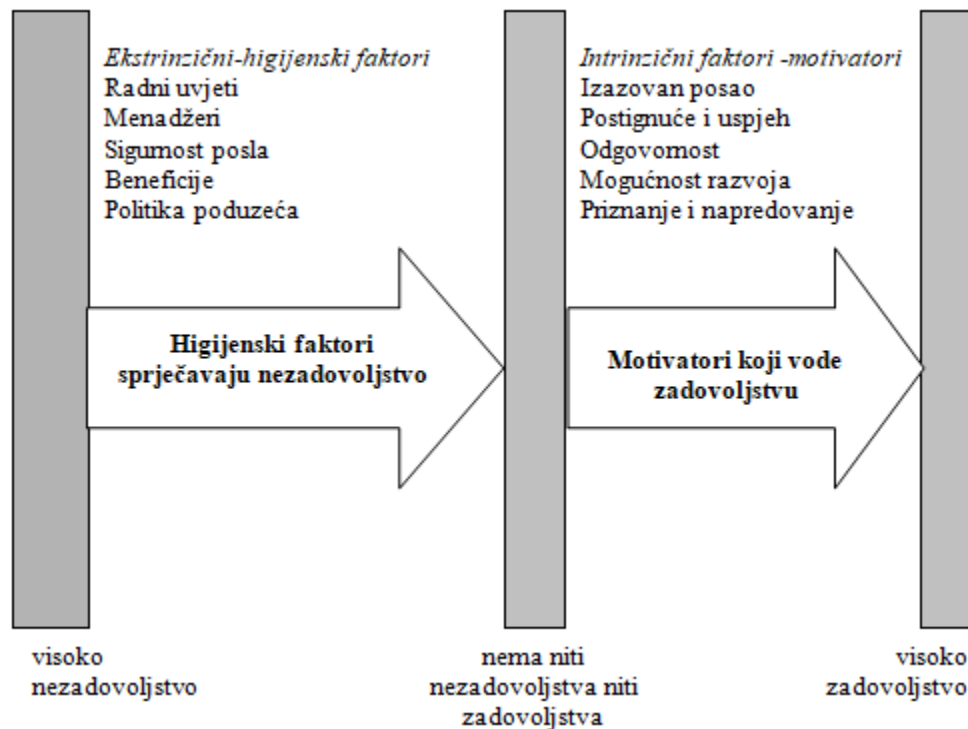 Ekstrinzični-higijenski faktori
Radni uvjeti
Menadžeri
Sigurnost posla
Beneficije
Politika poduzeća
Intrinzični faktori -motivatori
Izazovan posao
Postignuće i uspjeh
Odgovornost
Mogućnost razvoja
Priznanje i napredovanje
Higijenski faktori
sprječavaju nezadovoljstvo
Motivatori koji vode
zadovoljstvu
visoko
nezadovoljstvo
nema niti
nezadovoljstva niti
zadovoljstva
visoko
zadovoljstvo